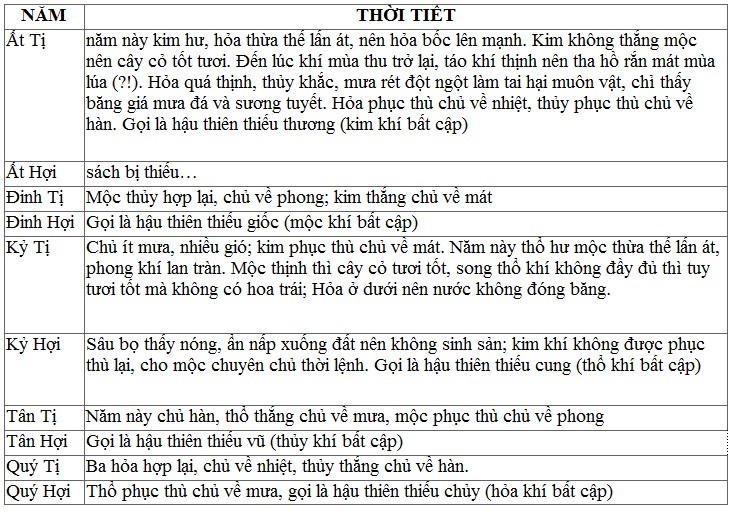 NĂM THỜI TIẾT
Ất Tị năm này kim hư, hỏa thừa thế lấn át, nên hỏa bốc lên mạnh. Kim không thắng mộc
nên cây cỏ tốt tươi. Đến lúc khí mùa thu trở lại, táo khí thịnh nên tha hồ rắn mát mùa
lúa (?!). Hỏa quá thịnh, thủy khắc, mưa rét đột ngột làm tai hại muôn vật, chỉ thấy
băng giá mưa đá và sương tuyết. Hỏa phục thù chủ về nhiệt, thủy phục thù chủ về
hàn. Gọi là hậu thiên thiếu thương (kim khí bất cập)
Ất Hợi sách bị thiếu…
Đinh Tị Mộc thủy hợp lại, chủ về phong; kim thắng chủ về mát
Đinh Hợi Gọi là hậu thiên thiếu giốc (mộc khí bất cập)
Kỷ Tị Chủ ít mưa, nhiều gió; kim phục thù chủ về mát. Năm này thổ hư mộc thừa thế lấn át,
phong khí lan tràn. Mộc thịnh thì cây cỏ tươi tốt, song thổ khí không đầy đủ thì tuy
tươi tốt mà không có hoa trái; Hỏa ở dưới nên nước không đóng băng.
Kỷ Hợi Sâu bọ thấy nóng, ẩn nấp xuống đất nên không sinh sản; kim khí không được phục
thù lại, cho mộc chuyên chủ thời lệnh. Gọi là hậu thiên thiếu cung (thổ khí bất cập)
Tân Tị Năm này chủ hàn, thổ thắng chủ về mưa, mộc phục thù chủ về phong
Tân Hợi Gọi là hậu thiên thiếu vũ (thủy khí bất cập)
Quý Tị Ba hỏa hợp lại, chủ về nhiệt, thủy thắng chủ về hàn.
Quý Hợi Thổ phục thù chủ về mưa, gọi là hậu thiên thiếu chủy (hỏa khí bất cập)